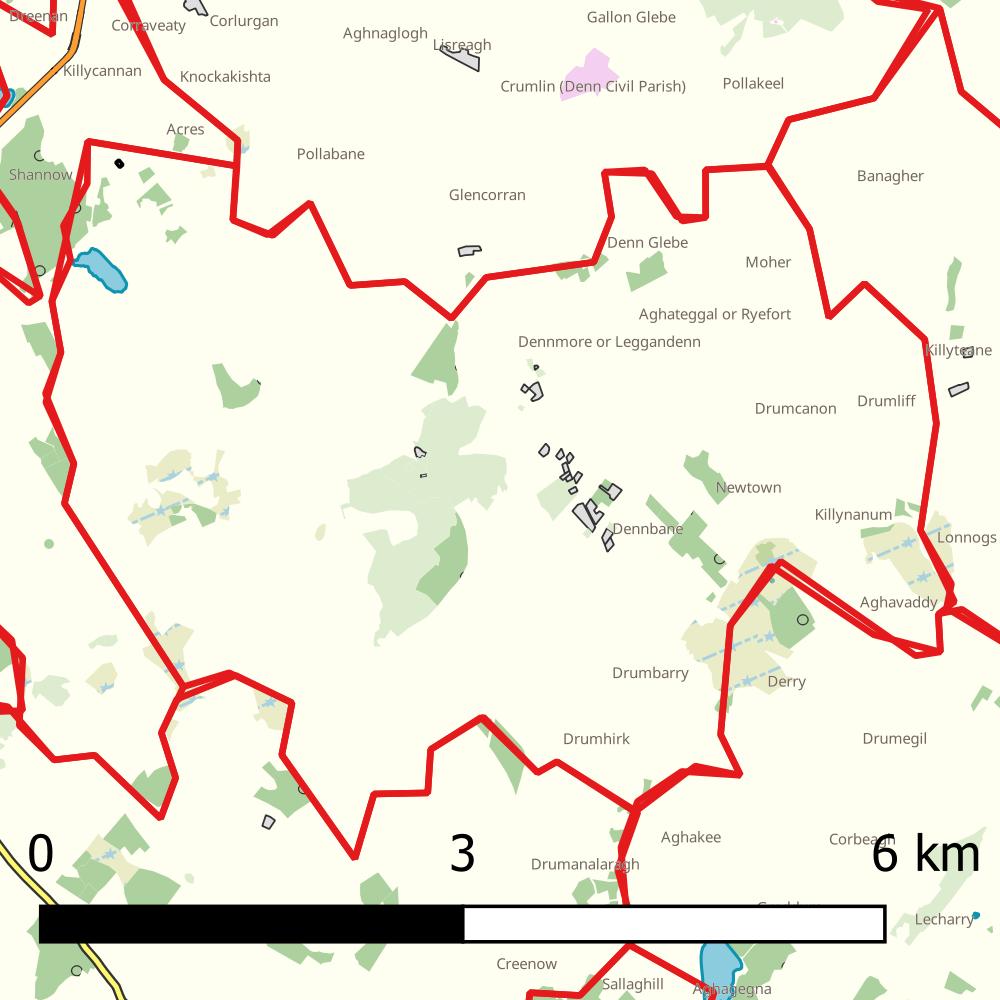 Dreenan
Corraveaty
Corlurgan
Gallon Glebe
Aghnaglogh
Lisreagh
Killycannan
Knockakishta
Crumlin (Denn Civil Parish)
Pollakeel
Acres
Pollabane
Shannow
Banagher
Glencorran
Denn Glebe
Moher
Aghateggal or Ryefort
Dennmore or Leggandenn
Killyteane
Drumcanon
Drumliff
Newtown
Killynanum
Dennbane
Lonnogs
Aghavaddy
Drumbarry
Derry
Drumhirk
Drumegil
Aghakee
Corbeagh
0 3 6 km
Drumanalaragh
Lecharry
Creenow
Sallaghill
Aghagegna